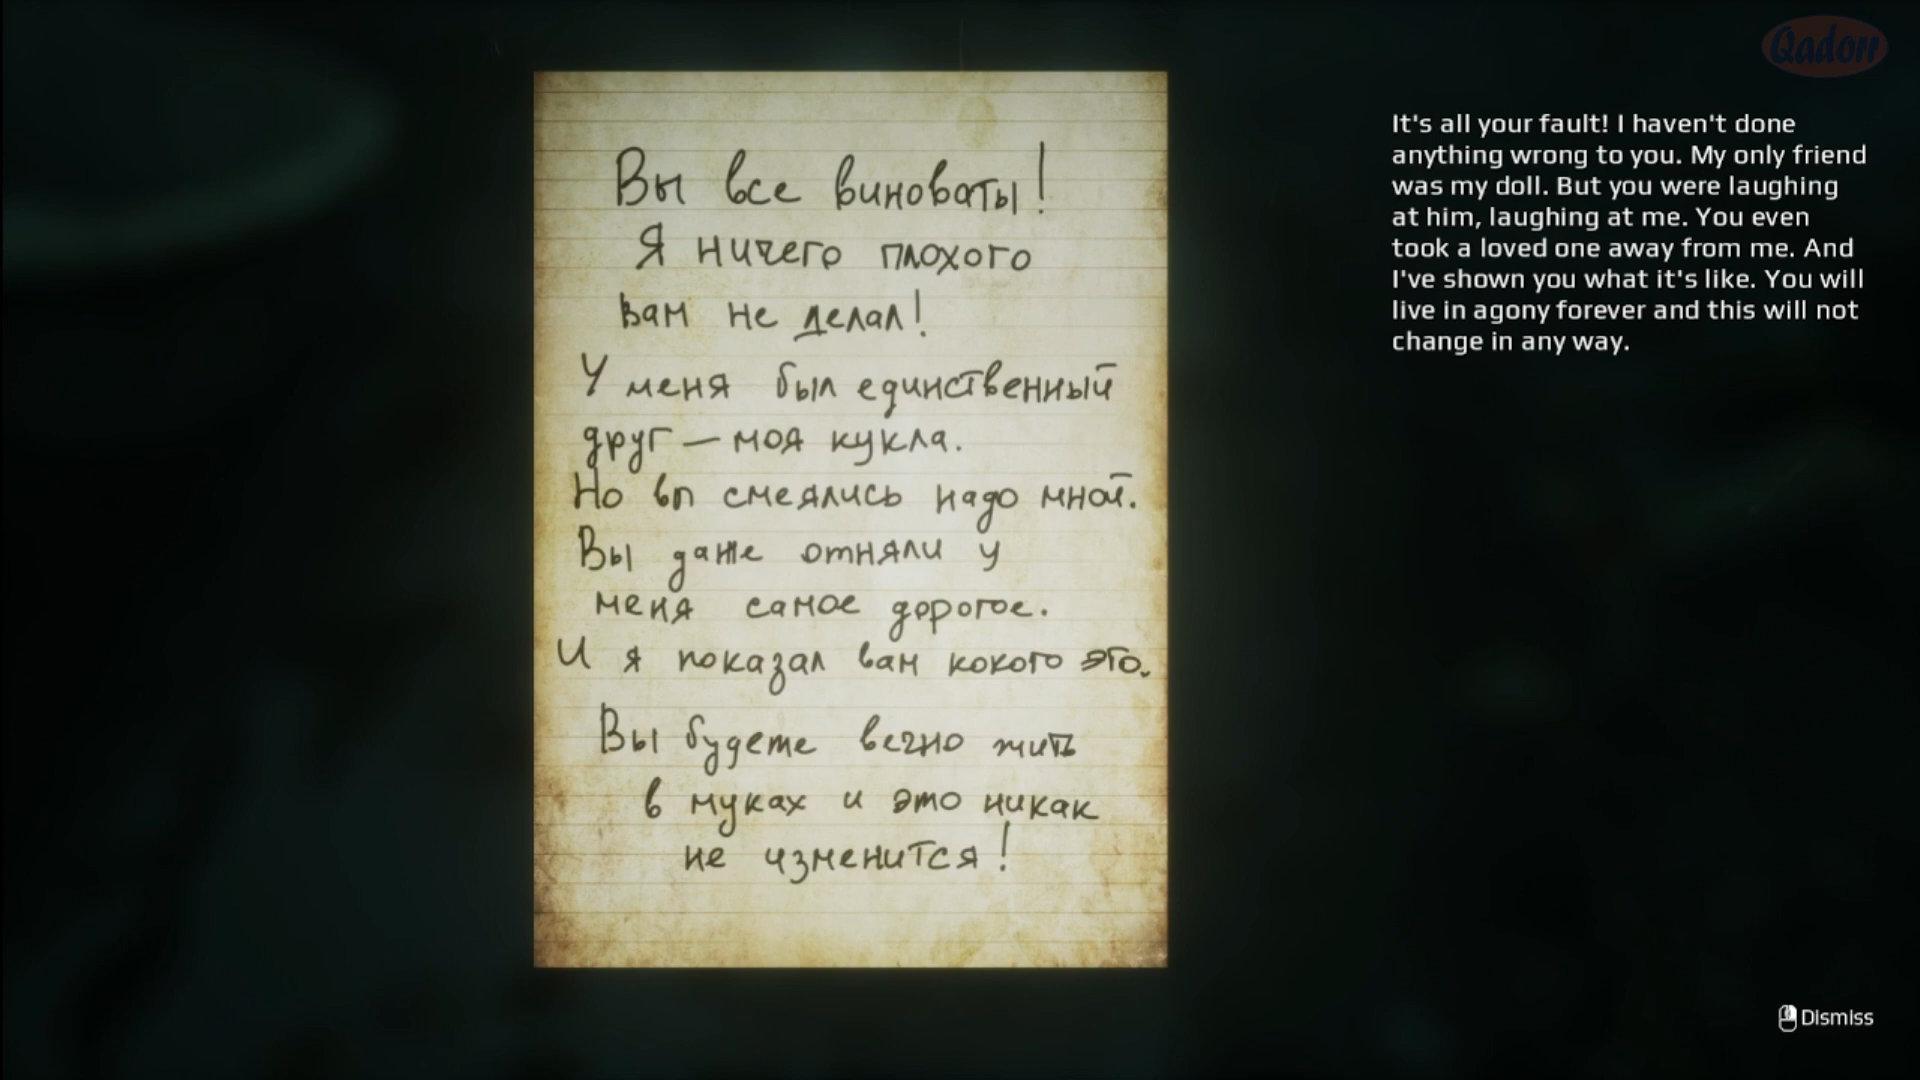 Qadorr
Вы все виноваты!
Я ничего плохого
вам не делал!
У меня был единственный
друг — моя кукла.
Но вы смеялись надо мной.
Вы даже отняли у
меня самое дорогое.
И я показал вам кокого это.
Вы будете вечно жить
в муках и это никак
не изменится!
It's all your fault! I haven't done
anything wrong to you. My only friend
was my doll. But you were laughing
at him, laughing at me. You even
took a loved one away from me. And
I've shown you what it's like. You will
live in agony forever and this will not
change in any way.
Dismiss